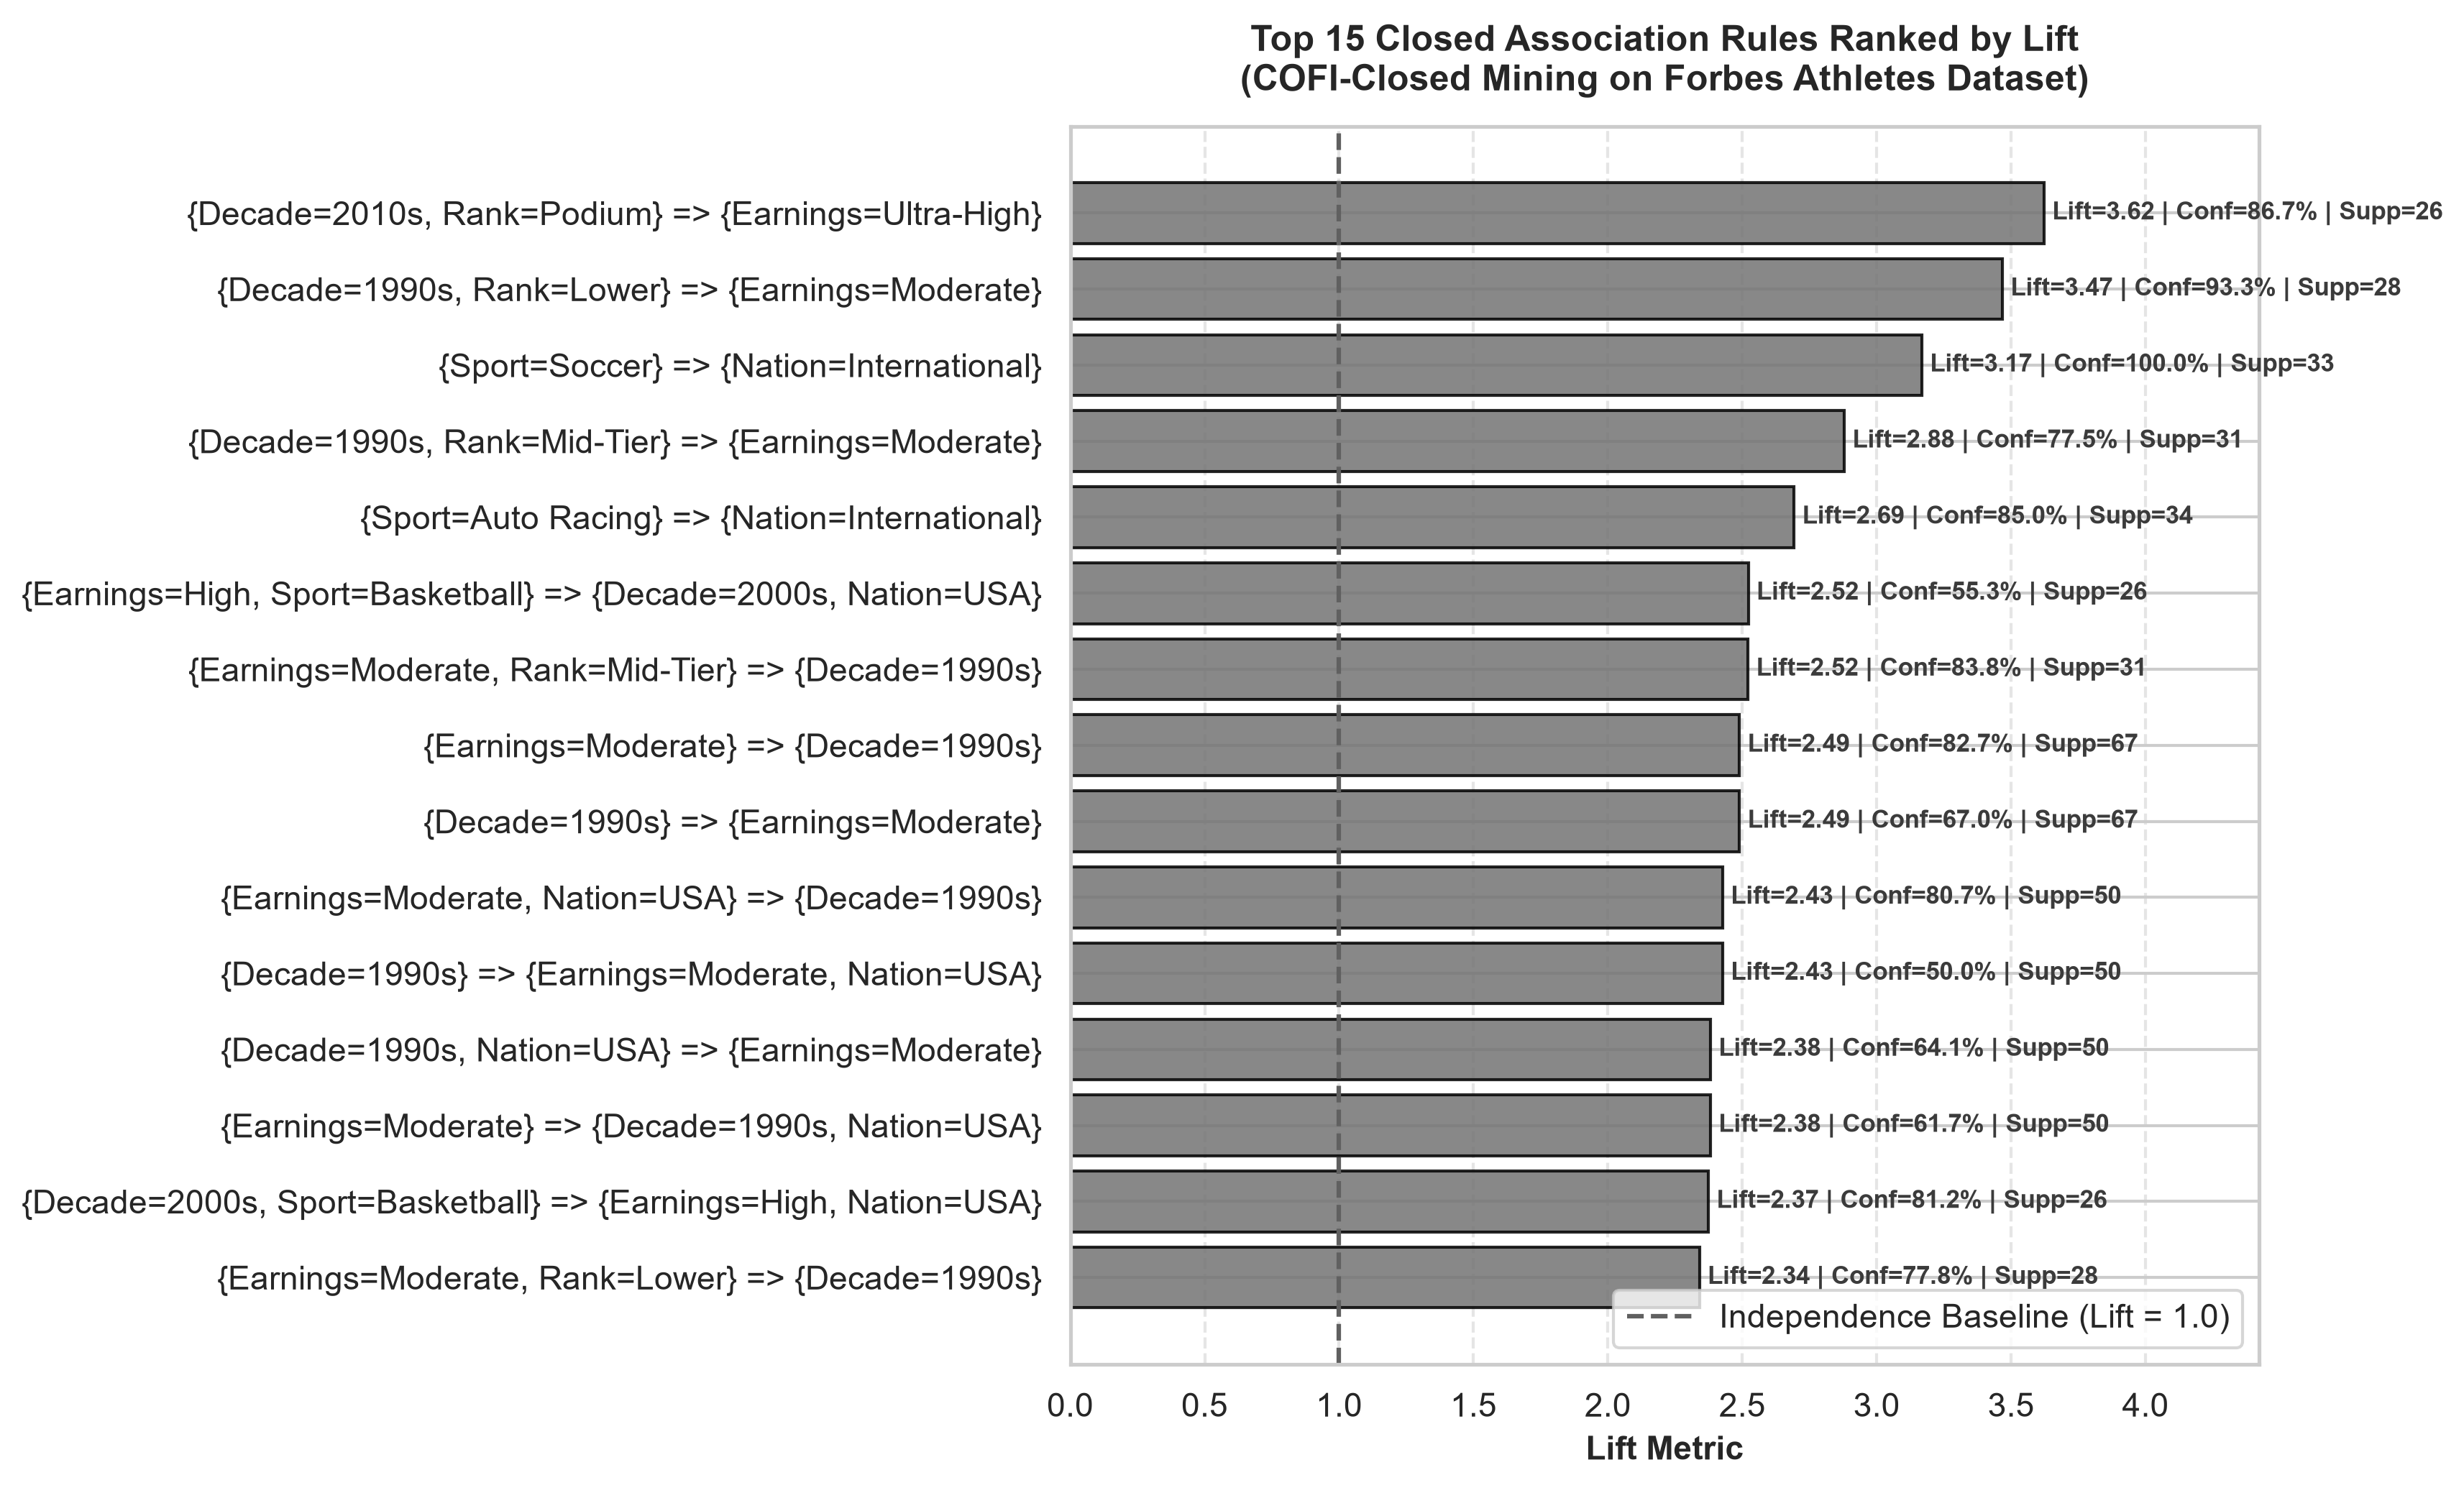 Top 15 Closed Association Rules Ranked by Lift
(COFI-Closed Mining on Forbes Athletes Dataset)
{Decade=2010s, Rank=Podium} => {Earnings=Ultra-High} Lift=3.62 | Conf=86.7% | Supp=26
{Decade=1990s, Rank=Lower} => {Earnings=Moderate} Lift=3.47 | Conf=93.3% | Supp=28
{Sport=Soccer} => {Nation=International} Lift=3.17 | Conf=100.0% | Supp=33
{Decade=1990s, Rank=Mid-Tier} => {Earnings=Moderate} Lift=2.88 | Conf=77.5% | Supp=31
{Sport=Auto Racing} => {Nation=International} Lift=2.69 | Conf=85.0% | Supp=34
{Earnings=High, Sport=Basketball} => {Decade=2000s, Nation=USA} Lift=2.52 | Conf=55.3% | Supp=26
{Earnings=Moderate, Rank=Mid-Tier} => {Decade=1990s} Lift=2.52 | Conf=83.8% | Supp=31
{Earnings=Moderate} => {Decade=1990s} Lift=2.49 | Conf=82.7% | Supp=67
{Decade=1990s} => {Earnings=Moderate} Lift=2.49 | Conf=67.0% | Supp=67
{Earnings=Moderate, Nation=USA} => {Decade=1990s} Lift=2.43 | Conf=80.7% | Supp=50
{Decade=1990s} => {Earnings=Moderate, Nation=USA} Lift=2.43 | Conf=50.0% | Supp=50
{Decade=1990s, Nation=USA} => {Earnings=Moderate} Lift=2.38 | Conf=64.1% | Supp=50
{Earnings=Moderate} => {Decade=1990s, Nation=USA} Lift=2.38 | Conf=61.7% | Supp=50
{Decade=2000s, Sport=Basketball} => {Earnings=High, Nation=USA} Lift=2.37 | Conf=81.2% | Supp=26
{Earnings=Moderate, Rank=Lower} => {Decade=1990s} Lift=2.34 | Conf=77.8% | Supp=28
Independence Baseline (Lift = 1.0)
0.0 0.5 1.0 1.5 2.0 2.5 3.0 3.5 4.0
Lift Metric